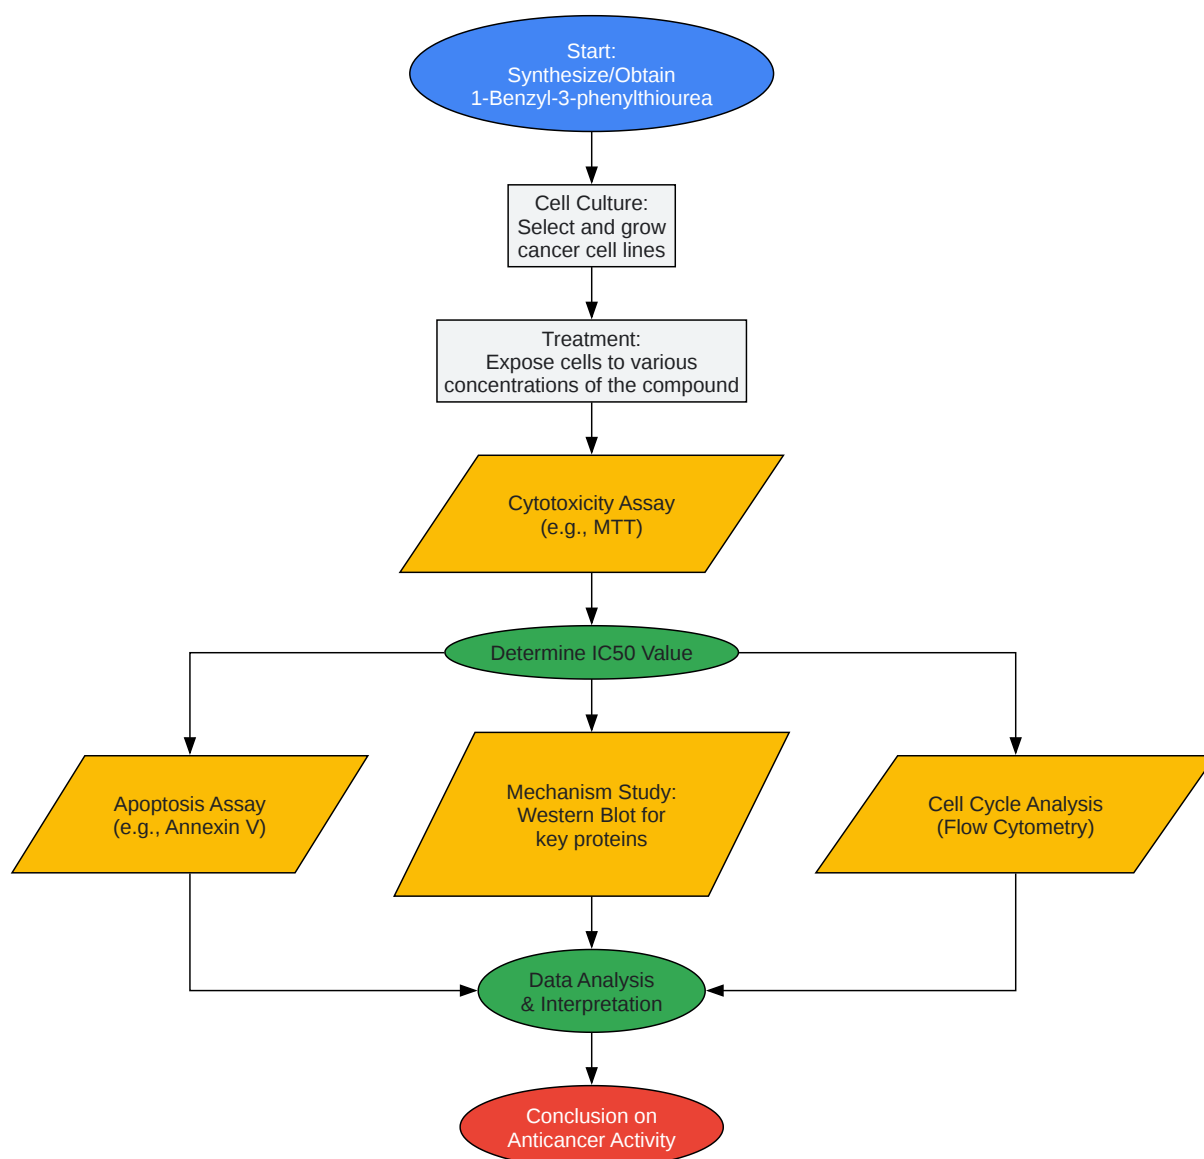 Start:
Synthesize/Obtain
1-Benzyl-3-phenylthiourea
Cell Culture:
Select and grow
cancer cell lines
Treatment:
Expose cells to various
concentrations of the compound
Cytotoxicity Assay
(e.g., MTT)
Determine IC50 Value
Apoptosis Assay
(e.g., Annexin V)
Mechanism Study:
Western Blot for
key proteins
Cell Cycle Analysis
(Flow Cytometry)
Data Analysis
& Interpretation
Conclusion on
Anticancer Activity